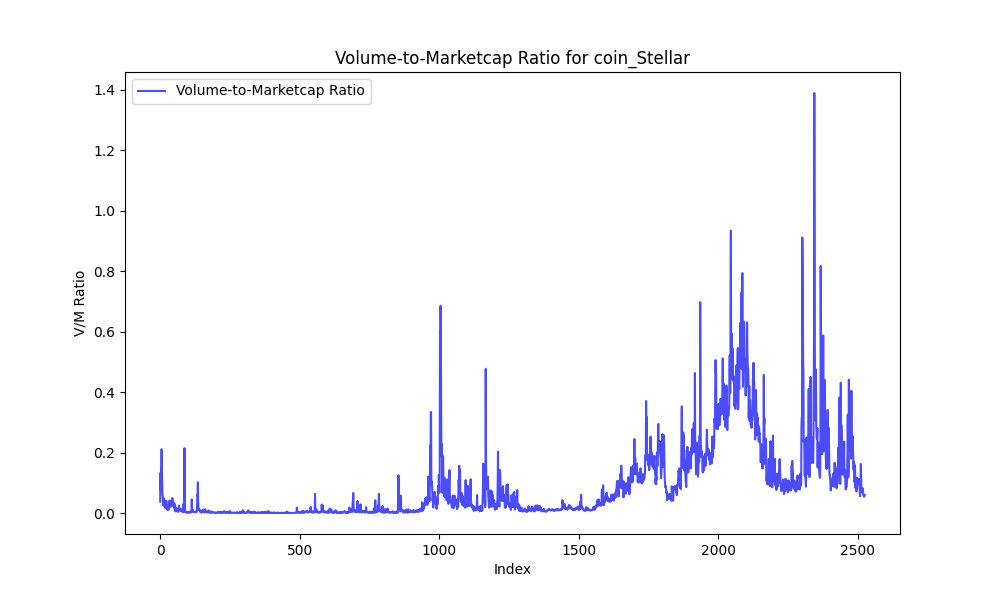 Volume-to-Marketcap Ratio for coin_Stellar
Volume-to-Marketcap Ratio
1.4
1.2
1.0
0.8
0.6
0.4
0.2
0.0
V/M Ratio
0 500 1000 1500 2000 2500
Index